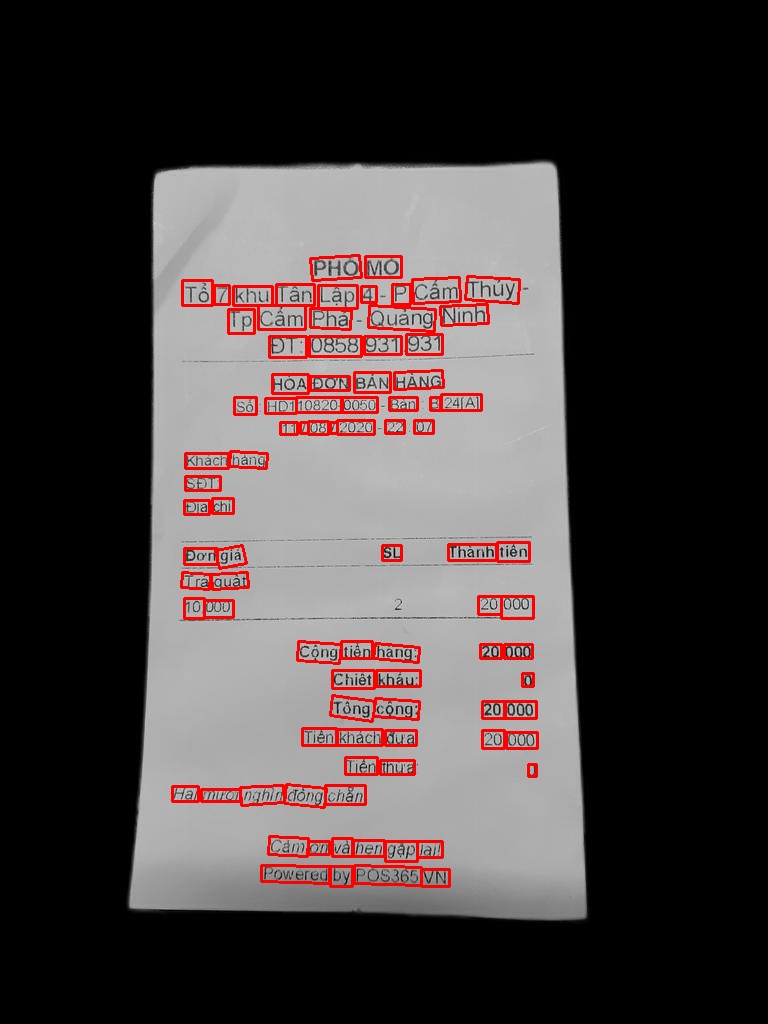 PHỐ MỎ
Tổ 7 khu Tân Lập 4 - P Cẩm Thủy -
Tp Cẩm Phả - Quảng Ninh
ĐT: 0858 931 931
HÓA ĐƠN BÁN HÀNG
Số : HD110820-0050 - Bàn : B 24(A)
11/08/2020 - 22:07
Khách hàng
SĐT
Địa chỉ
Đơn giá SL Thành tiền
Trà quất
10,000 2 20,000
Cộng tiền hàng: 20,000
Chiết khấu: 0
Tổng cộng: 20,000
Tiền khách đưa 20,000
Tiền thừa 0
Hai mươi nghìn đồng chẵn
Cảm ơn và hẹn gặp lại!
Powered by POS365.VN